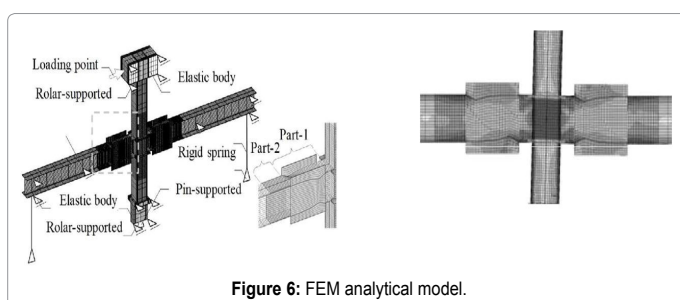 Loading point
Rolar-supported
Elastic body
Part-1
Part-2
Rigid spring
Pin-supported
Elastic body
Rolar-supported
Figure 6: FEM analytical model.